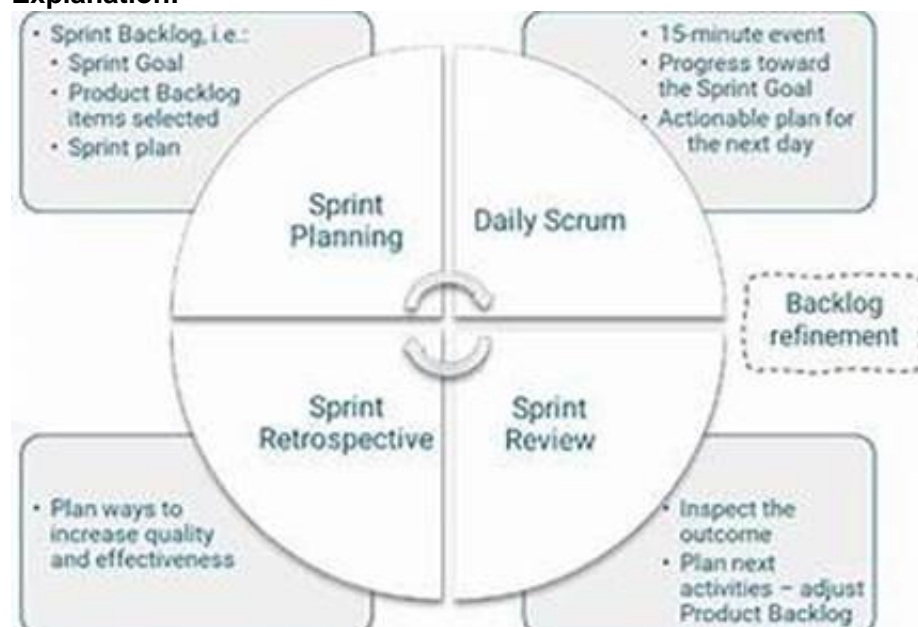 Explanation:
• Sprint Backlog, i.e.:
• Sprint Goal
• Product Backlog
items selected
• Sprint plan
• 15-minute event
• Progress toward
the Sprint Goal
• Actionable plan for
the next day
Sprint
Planning
Daily Scrum
Backlog
refinement
Sprint
Retrospective
Sprint
Review
• Plan ways to
increase quality
and effectiveness
• Inspect the
outcome
• Plan next
activities – adjust
Product Backlog